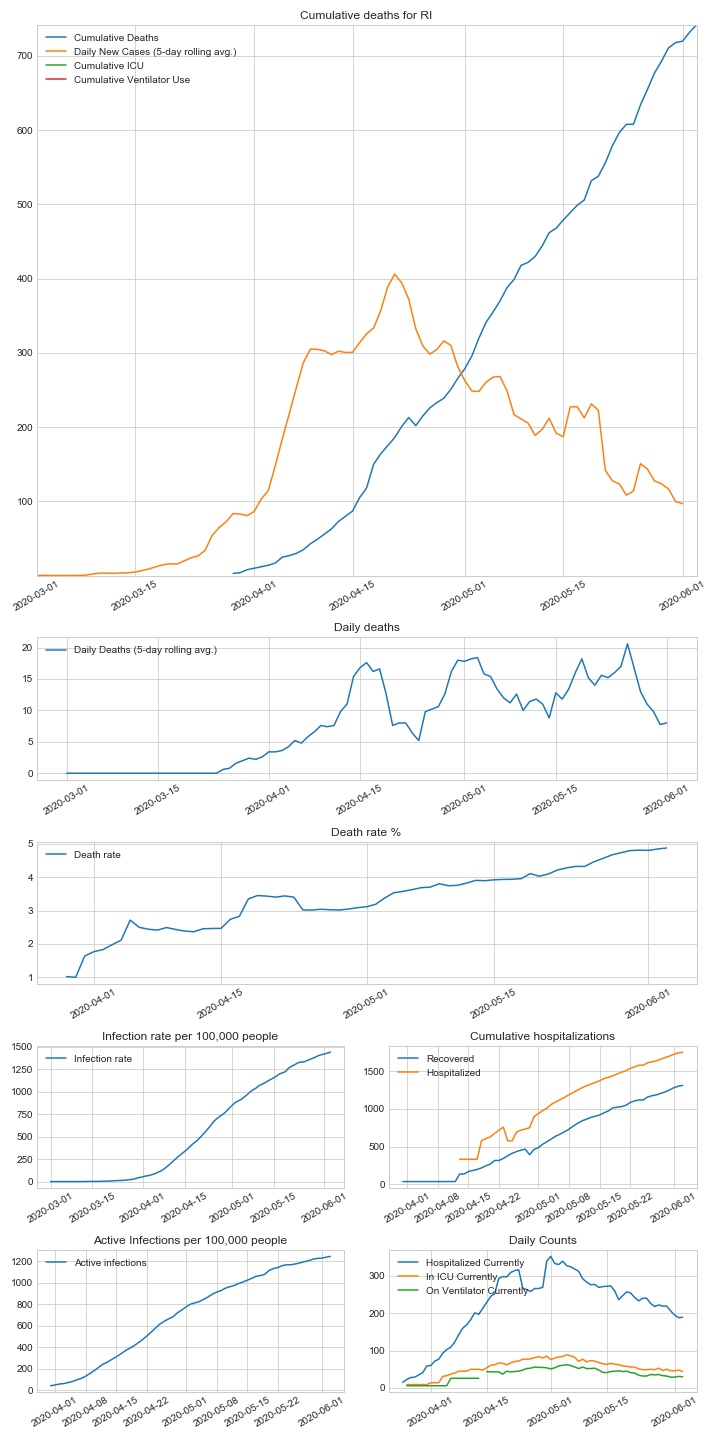 Cumulative deaths for RI
Cumulative Deaths
Daily New Cases (5-day rolling avg.)
Cumulative ICU
Cumulative Ventilator Use
700
600
500
400
300
200
100
2020-03-01 2020-03-15 2020-04-01 2020-04-15 2020-05-01 2020-05-15 2020-06-01
Daily deaths
Daily Deaths (5-day rolling avg.)
20
15
10
5
0
2020-03-01 2020-03-15 2020-04-01 2020-04-15 2020-05-01 2020-05-15 2020-06-01
Death rate %
Death rate
5
4
3
2
1
2020-04-01 2020-04-15 2020-05-01 2020-05-15 2020-06-01
Infection rate per 100,000 people
Infection rate
1500
1250
1000
750
500
250
0
2020-03-01 2020-03-15 2020-04-01 2020-04-15 2020-05-01 2020-05-15 2020-06-01
Cumulative hospitalizations
Recovered
Hospitalized
1500
1000
500
0
2020-04-01 2020-04-08 2020-04-15 2020-04-22 2020-05-01 2020-05-08 2020-05-15 2020-05-22 2020-06-01
Active Infections per 100,000 people
Active infections
1200
1000
800
600
400
200
0
2020-04-01 2020-04-08 2020-04-15 2020-04-22 2020-05-01 2020-05-08 2020-05-15 2020-05-22 2020-06-01
Daily Counts
Hospitalized Currently
In ICU Currently
On Ventilator Currently
300
200
100
0
2020-04-01 2020-04-15 2020-05-01 2020-05-15 2020-06-01